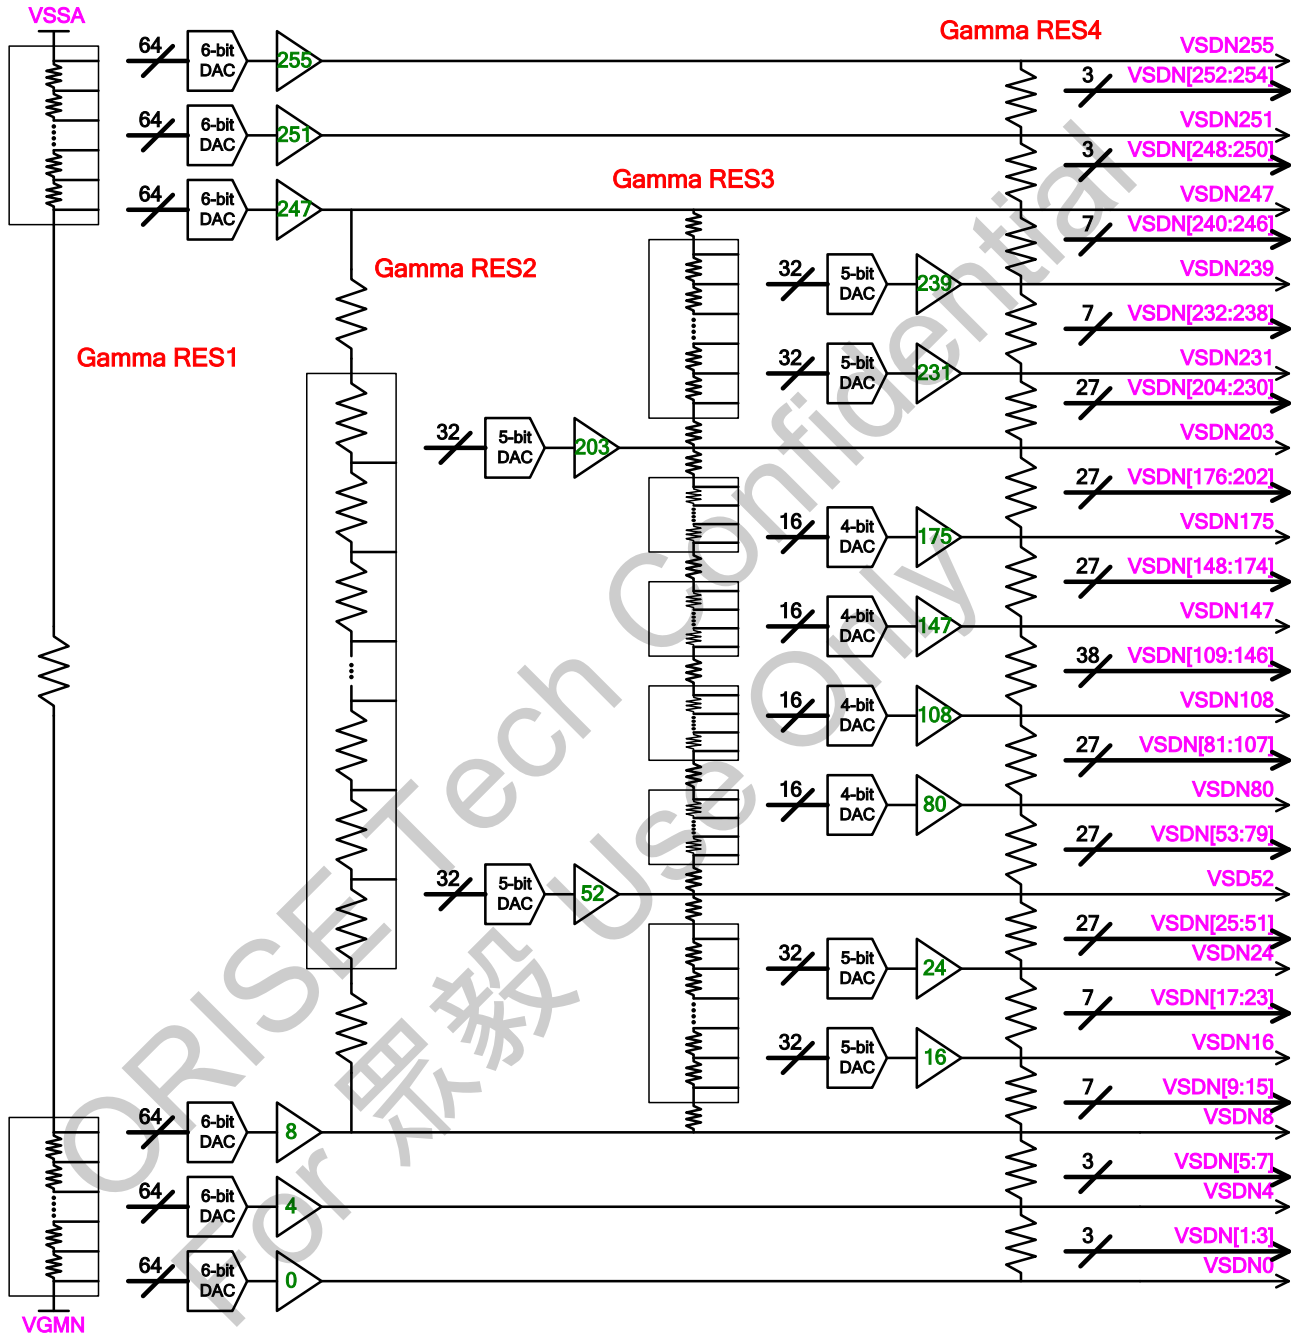 VSSA
Gamma RES4
64
6-bit
DAC
255
VSDN255
3
VSDN[252:254]
64
6-bit
DAC
251
VSDN251
3
VSDN[248:250]
64
6-bit
DAC
247
Gamma RES3
VSDN247
7
VSDN[240:246]
Gamma RES2
32
5-bit
DAC
239
VSDN239
7
VSDN[232:238]
Gamma RES1
32
5-bit
DAC
231
VSDN231
27
VSDN[204:230]
32
5-bit
DAC
203
VSDN203
27
VSDN[176:202]
16
4-bit
DAC
175
VSDN175
27
VSDN[148:174]
16
4-bit
DAC
147
VSDN147
38
VSDN[109:146]
16
4-bit
DAC
108
VSDN108
27
VSDN[81:107]
16
4-bit
DAC
80
VSDN80
27
VSDN[53:79]
32
5-bit
DAC
52
VSD52
27
VSDN[25:51]
32
5-bit
DAC
24
VSDN24
7
VSDN[17:23]
32
5-bit
DAC
16
VSDN16
7
VSDN[9:15]
64
6-bit
DAC
8
VSDN8
3
VSDN[5:7]
64
6-bit
DAC
4
VSDN4
3
VSDN[1:3]
64
6-bit
DAC
0
VSDN0
VGMN
ORISE Tech Confidential
For 眾毅 Use Only